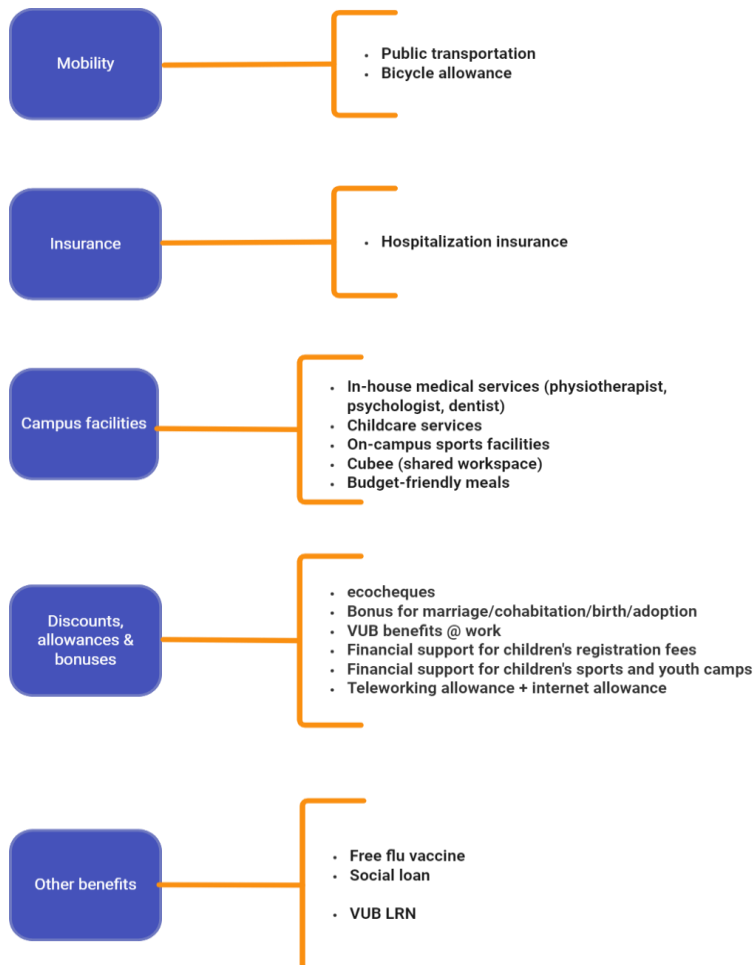 Mobility
• Public transportation
• Bicycle allowance
Insurance
• Hospitalization insurance
Campus facilities
• In-house medical services (physiotherapist,
psychologist, dentist)
• Childcare services
• On-campus sports facilities
• Cubee (shared workspace)
• Budget-friendly meals
Discounts,
allowances &
bonuses
• ecocheques
• Bonus for marriage/cohabitation/birth/adoption
• VUB benefits @ work
• Financial support for children's registration fees
• Financial support for children's sports and youth camps
• Teleworking allowance + internet allowance
Other benefits
• Free flu vaccine
• Social loan
• VUB LRN